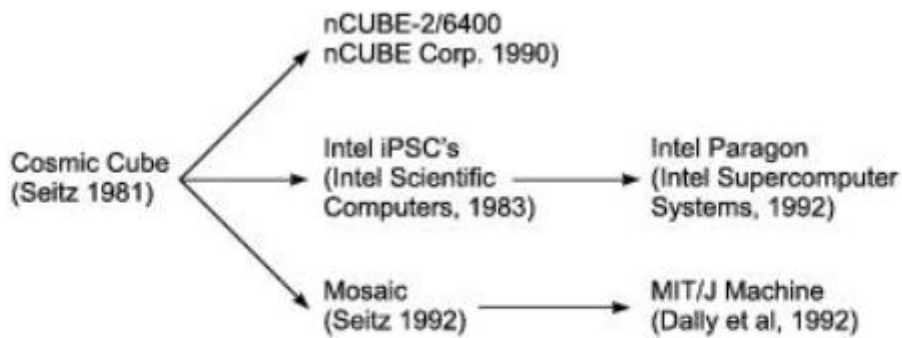 nCUBE-2/6400
nCUBE Corp. 1990)
Cosmic Cube
(Seitz 1981)
Intel iPSC's
(Intel Scientific
Computers, 1983)
Intel Paragon
(Intel Supercomputer
Systems, 1992)
Mosaic
(Seitz 1992)
MIT/J Machine
(Dally et al, 1992)